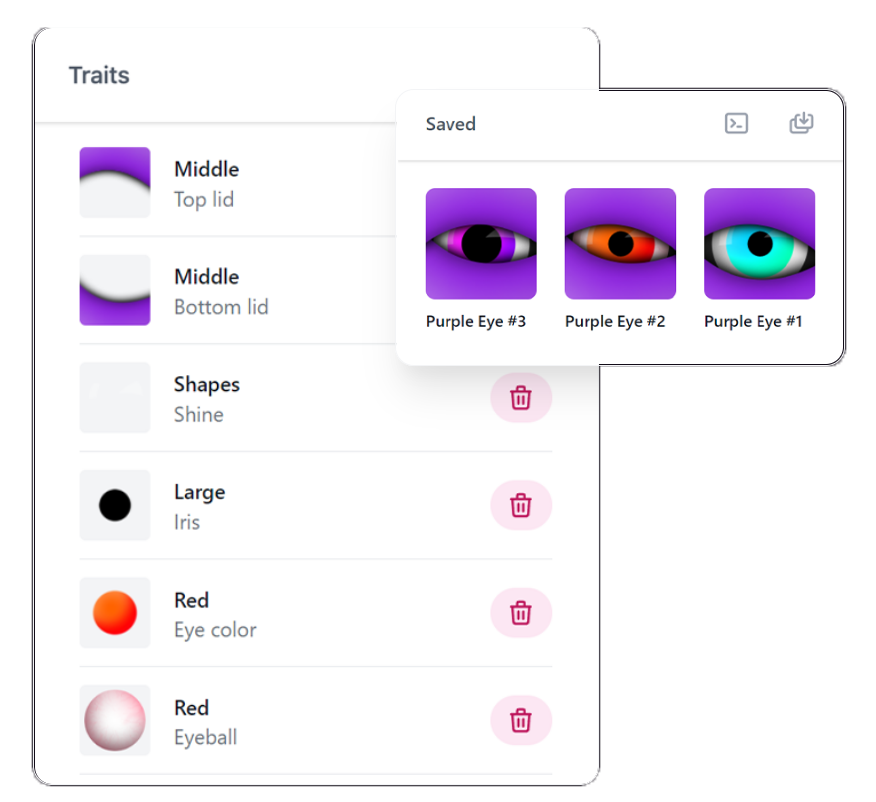 Traits
Middle
Top lid
Middle
Bottom lid
Shapes
Shine
Large
Iris
Red
Eye color
Red
Eyeball
Saved
Purple Eye #3
Purple Eye #2
Purple Eye #1